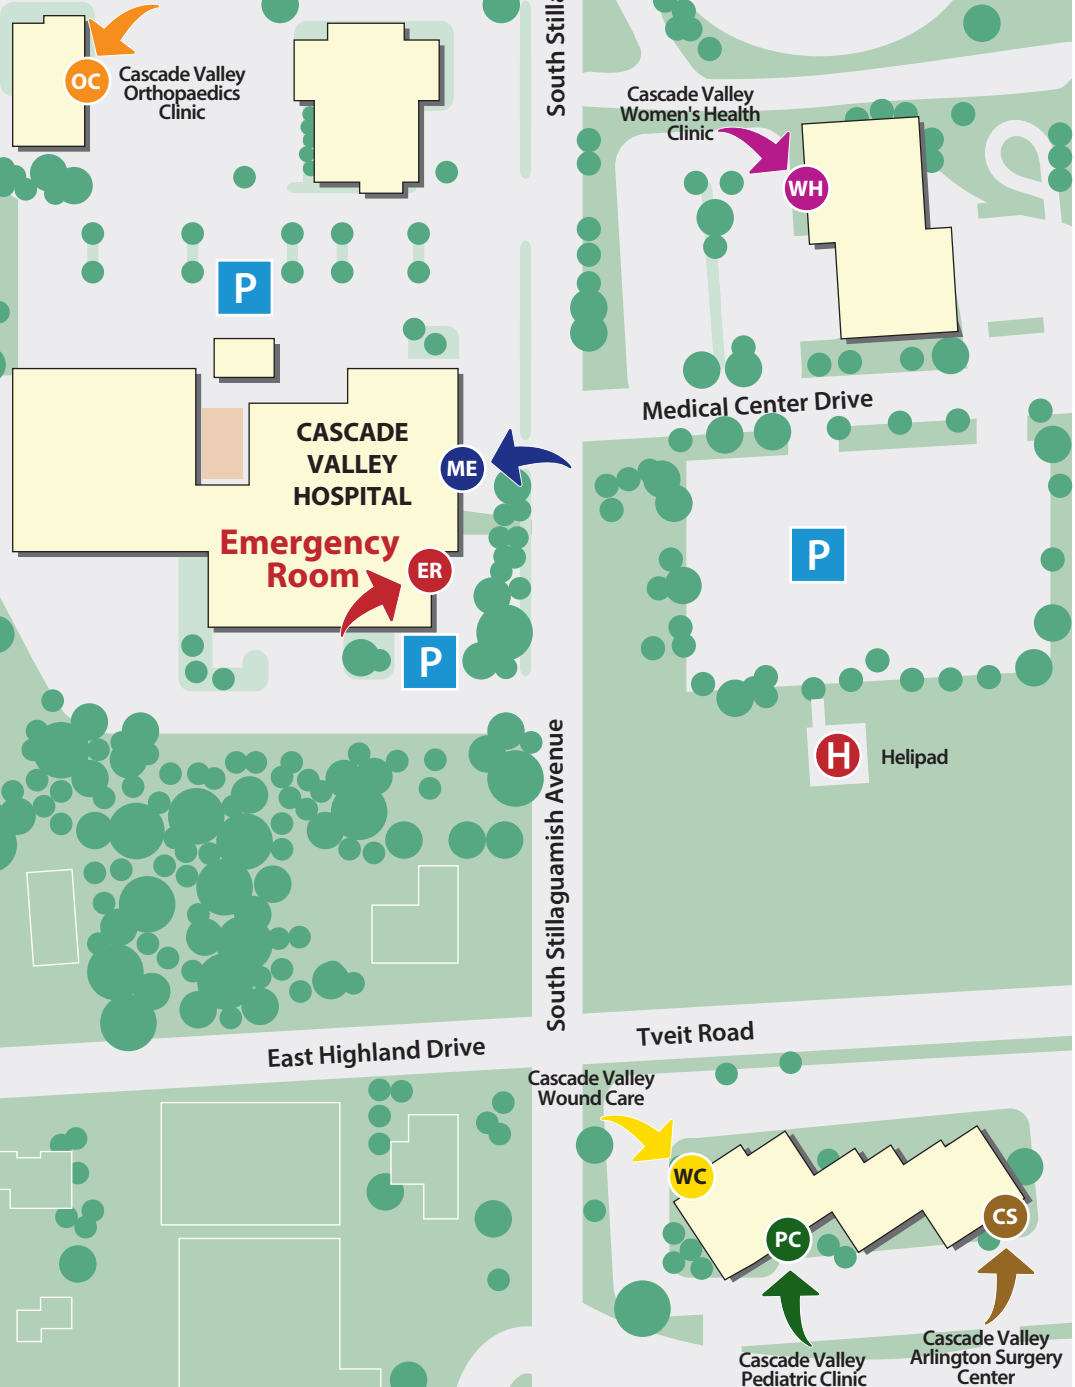 South Stilla
OC
Cascade Valley
Orthopaedics
Clinic
Cascade Valley
Women's Health
Clinic
WH
P
Medical Center Drive
CASCADE
VALLEY
HOSPITAL
ME
Emergency
Room
ER
P
P
H
Helipad
South Stillaguamish Avenue
East Highland Drive
Tveit Road
Cascade Valley
Wound Care
WC
PC
CS
Cascade Valley
Pediatric Clinic
Cascade Valley
Arlington Surgery
Center